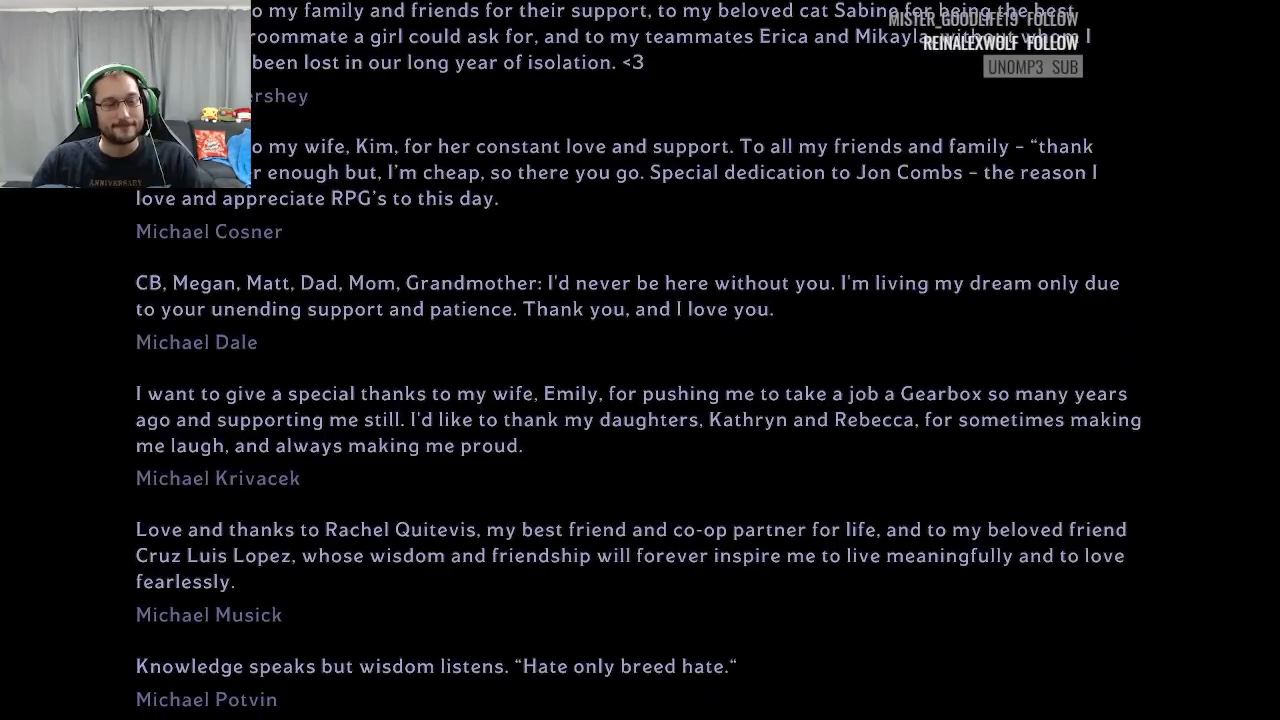 o my family and friends for their support, to my beloved cat Sabine for being the best
MISTER_GOODLIFE19 FOLLOW
roommate a girl could ask for, and to my teammates Erica and Mikayla, without whom I
REINALEXWOLF FOLLOW
been lost in our long year of isolation. <3
UNOMP3 SUB
ershey
o my wife, Kim, for her constant love and support. To all my friends and family – “thank
r enough but, I'm cheap, so there you go. Special dedication to Jon Combs – the reason I
love and appreciate RPG's to this day.
Michael Cosner
CB, Megan, Matt, Dad, Mom, Grandmother: I'd never be here without you. I'm living my dream only due
to your unending support and patience. Thank you, and I love you.
Michael Dale
I want to give a special thanks to my wife, Emily, for pushing me to take a job a Gearbox so many years
ago and supporting me still. I'd like to thank my daughters, Kathryn and Rebecca, for sometimes making
me laugh, and always making me proud.
Michael Krivacek
Love and thanks to Rachel Quitevis, my best friend and co-op partner for life, and to my beloved friend
Cruz Luis Lopez, whose wisdom and friendship will forever inspire me to live meaningfully and to love
fearlessly.
Michael Musick
Knowledge speaks but wisdom listens. “Hate only breed hate.“
Michael Potvin
ANNIVERSARY